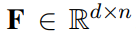 𝐅 ∈ ℝ^{d×n}